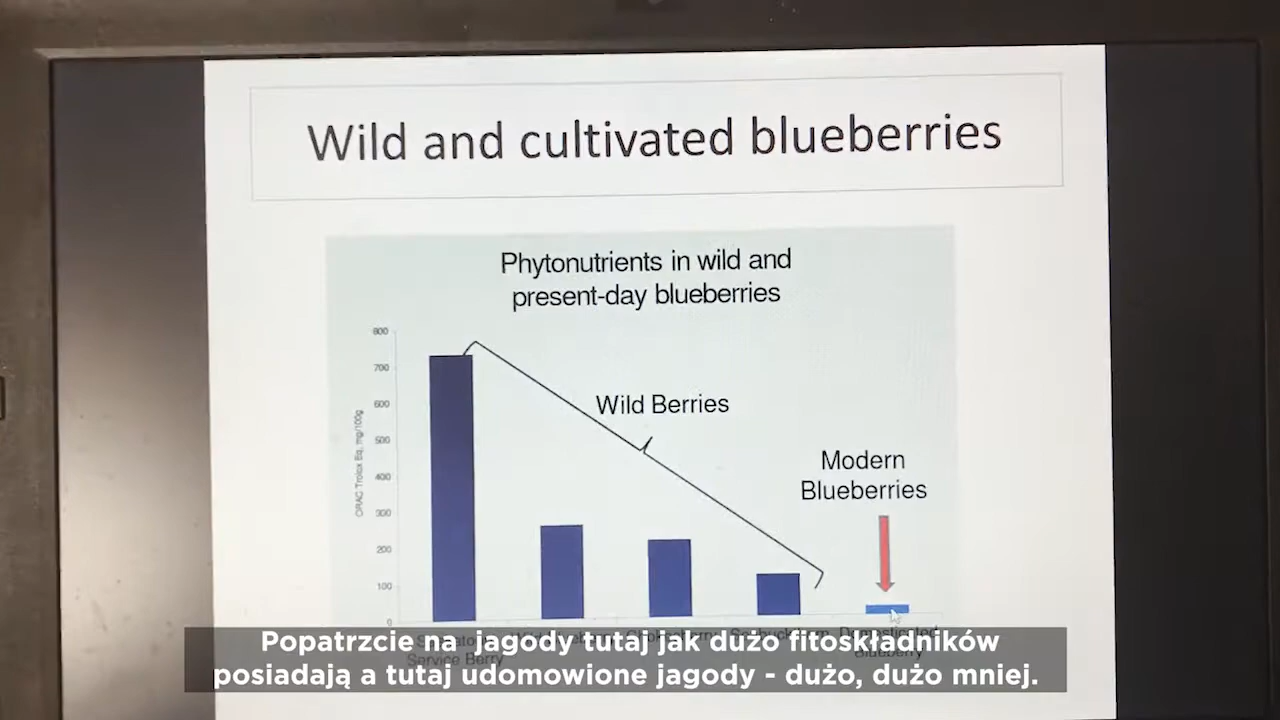 Wild and cultivated blueberries
Phytonutrients in wild and
present-day blueberries
800
700
600
500
400
300
200
100
0
ORAC Trolox Eq, mg/100g
Wild Berries
Modern
Blueberries
Service Berry
Blueberry
Popatrzcie na jagody tutaj jak dużo fitoskładników
posiadają a tutaj udomowione jagody - dużo, dużo mniej.